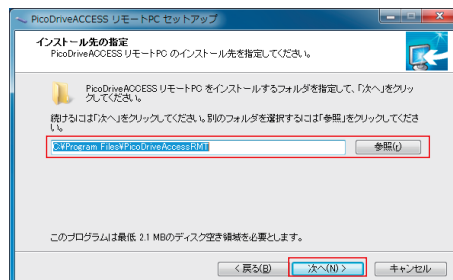 PicoDriveACCESS リモートPC セットアップ
インストール先の指定
PicoDriveACCESS リモートPC のインストール先を指定してください。
PicoDriveACCESS リモートPC をインストールするフォルダを指定して、「次へ」をクリッ
クしてください。
続けるには「次へ」をクリックしてください。別のフォルダを選択するには「参照」をクリックしてくださ
い。
C:¥Program Files¥PicoDriveAccessRMT
参照(r)
このプログラムは最低 2.1 MBのディスク空き領域を必要とします。
< 戻る(B)
次へ(N) >
キャンセル